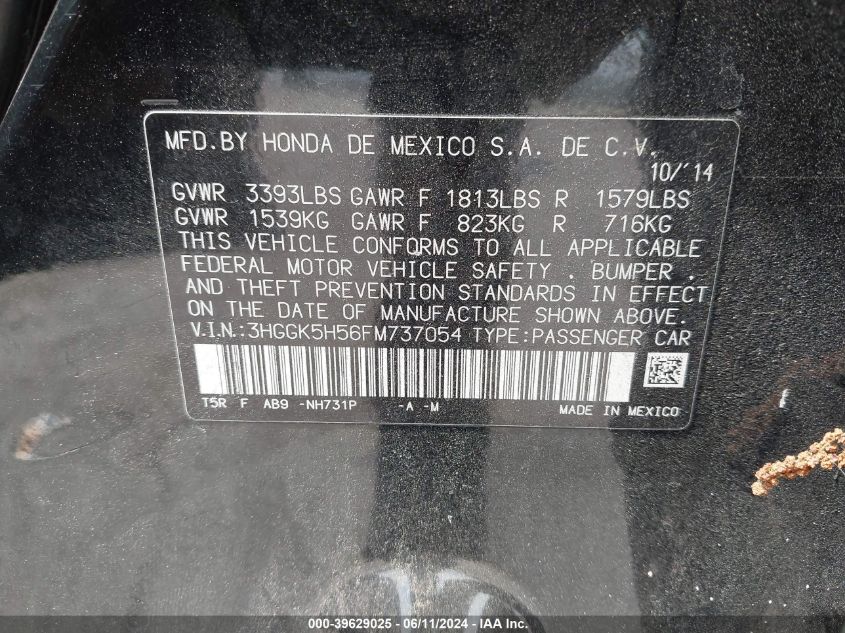 MFD.BY HONDA DE MEXICO S.A. DE C.V.
10/'14
GVWR 3393LBS GAWR F 1813LBS R 1579LBS
GVWR 1539KG GAWR F 823KG R 716KG
THIS VEHICLE CONFORMS TO ALL APPLICABLE
FEDERAL MOTOR VEHICLE SAFETY , BUMPER ,
AND THEFT PREVENTION STANDARDS IN EFFECT
ON THE DATE OF MANUFACTURE SHOWN ABOVE.
V.I.N.:3HGGK5H56FM737054 TYPE:PASSENGER CAR
T5R F AB9 -NH731P -A -M MADE IN MEXICO
000-39629025 - 06/11/2024 - IAA Inc.